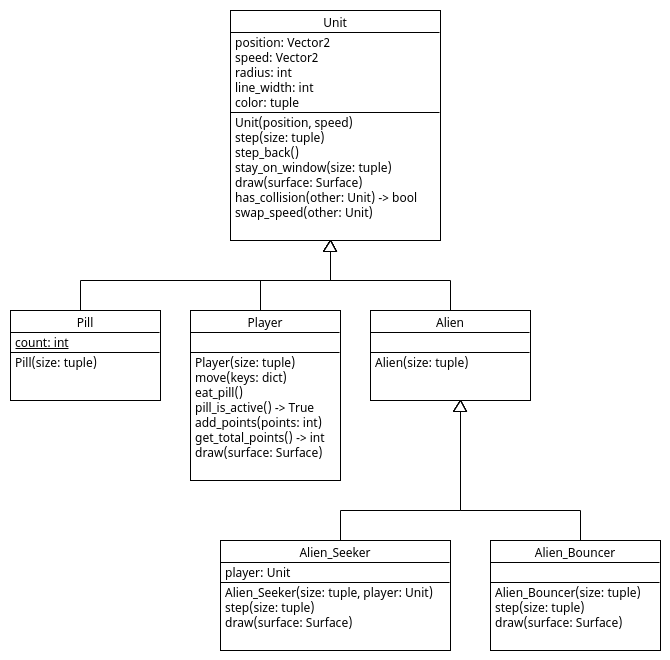 Unit
position: Vector2
speed: Vector2
radius: int
line_width: int
color: tuple
Unit(position, speed)
step(size: tuple)
step_back()
stay_on_window(size: tuple)
draw(surface: Surface)
has_collision(other: Unit) -> bool
swap_speed(other: Unit)
Pill
count: int
Pill(size: tuple)
Player
Player(size: tuple)
move(keys: dict)
eat_pill()
pill_is_active() -> True
add_points(points: int)
get_total_points() -> int
draw(surface: Surface)
Alien
Alien(size: tuple)
Alien_Seeker
player: Unit
Alien_Seeker(size: tuple, player: Unit)
step(size: tuple)
draw(surface: Surface)
Alien_Bouncer
Alien_Bouncer(size: tuple)
step(size: tuple)
draw(surface: Surface)